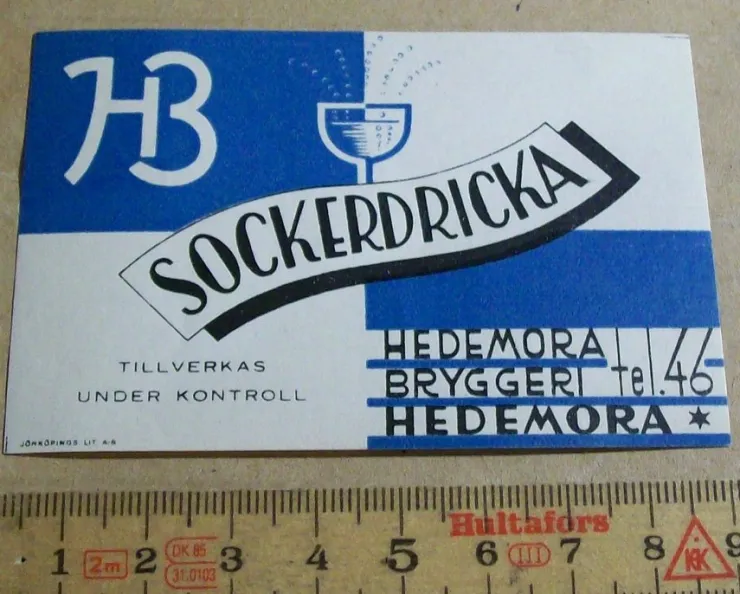 HB
SOCKERDRICKA
TILLVERKAS
UNDER KONTROLL
HEDEMORA
BRYGGERI tel. 46
HEDEMORA ★
JÖNKÖPINGS LIT. A-B
Hultafors
1 2m 2 DK 85 3 4 5 6 III 7 8 KK 9
31.0103